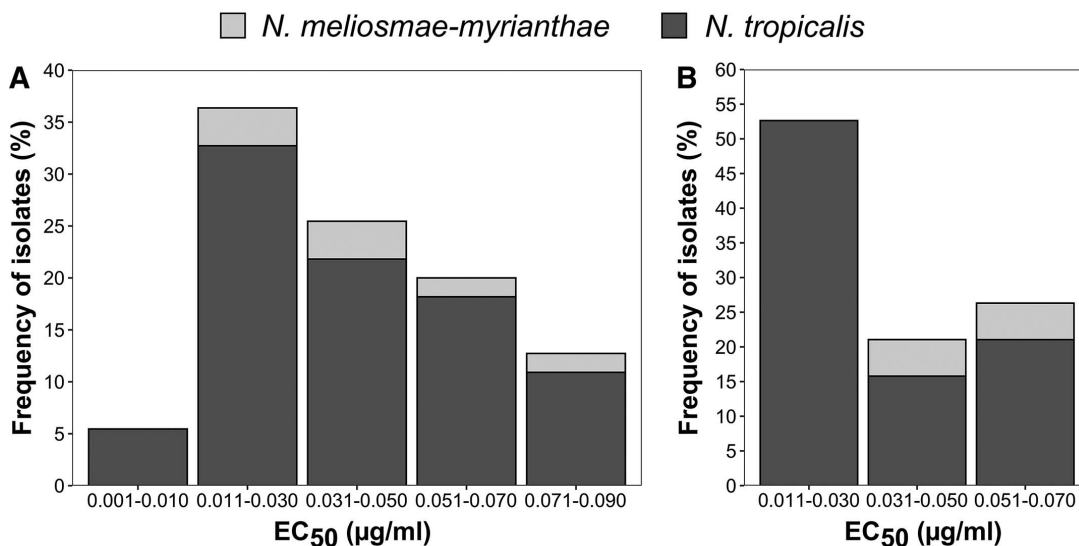 N. meliosmae-myrianthae N. tropicalis
A
Frequency of isolates (%)
40
35
30
25
20
15
10
5
0
0.001-0.010 0.011-0.030 0.031-0.050 0.051-0.070 0.071-0.090
EC50 (µg/ml)
B
Frequency of isolates (%)
60
55
50
45
40
35
30
25
20
15
10
5
0
0.011-0.030 0.031-0.050 0.051-0.070
EC50 (µg/ml)